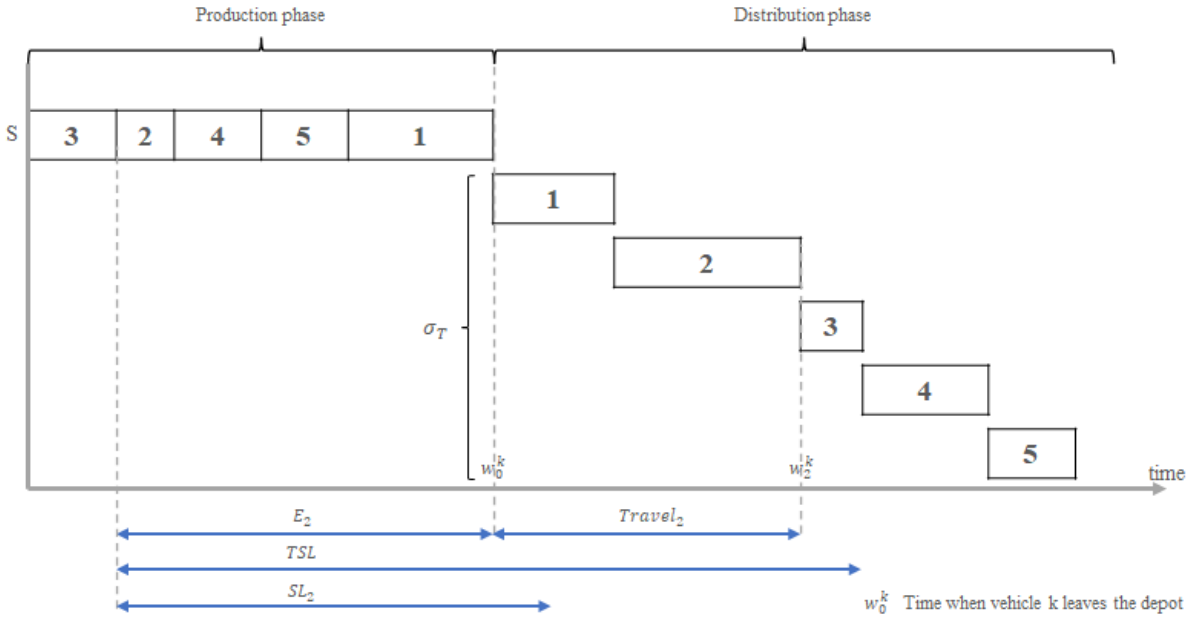 Production phase
Distribution phase
S 3 2 4 5 1
1
2
3
σ_T
4
5
w_0^k w_2^k time
E_2 Travel_2
TSL
SL_2
w_0^k Time when vehicle k leaves the depot